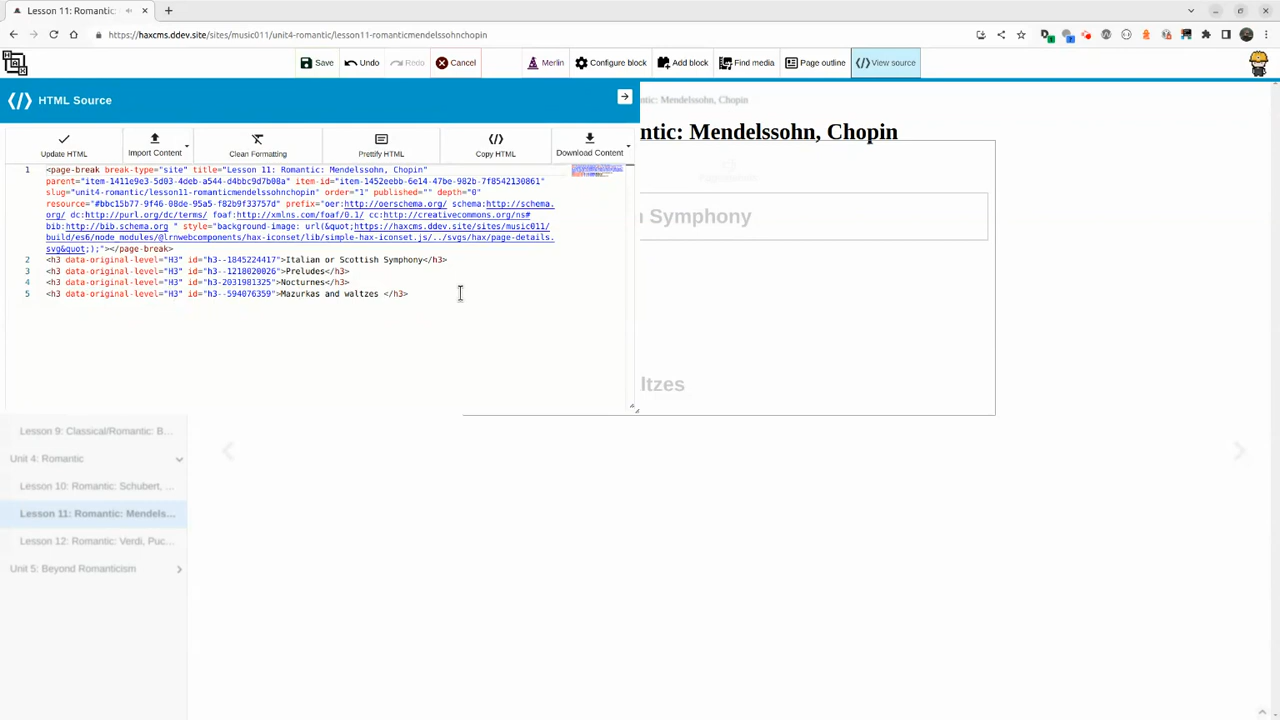 Lesson 11: Romantic:
https://haxcms.ddev.site/sites/music011/unit4-romantic/lesson11-romanticmendelssohnchopin
Save Undo Redo Cancel Merlin Configure block Add block Find media Page outline View source
HTML Source
ntic: Mendelssohn, Chopin
ntic: Mendelssohn, Chopin
Update HTML Import Content Clean Formatting Prettify HTML Copy HTML Download Content
1 <page-break break-type="site" title="Lesson 11: Romantic: Mendelssohn, Chopin"
parent="item-1411e9e3-5d03-4deb-a544-d4bbc9d7b08a" item-id="item-1452eebb-6e14-47be-982b-7f8542130861"
slug="unit4-romantic/lesson11-romanticmendelssohnchopin" order="1" published="" depth="0"
resource="#bbc15b77-9f46-08de-95a5-f82b9f33757d" prefix="oer:http://oerschema.org/ schema:http://schema.
org/ dc:http://purl.org/dc/terms/ foaf:http://xmlns.com/foaf/0.1/ cc:http://creativecommons.org/ns#
bib:http://bib.schema.org " style="background-image: url(&quot;https://haxcms.ddev.site/sites/music011/
build/es6/node_modules/@lrnwebcomponents/hax-iconset/lib/simple-hax-iconset.js/../svgs/hax/page-details.
svg&quot;);"></page-break>
2 <h3 data-original-level="H3" id="h3--1845224417">Italian or Scottish Symphony</h3>
3 <h3 data-original-level="H3" id="h3--1218020026">Preludes</h3>
4 <h3 data-original-level="H3" id="h3-2031981325">Nocturnes</h3>
5 <h3 data-original-level="H3" id="h3--594076359">Mazurkas and waltzes </h3>
h Symphony
ltzes
Lesson 9: Classical/Romantic: B...
Unit 4: Romantic
Lesson 10: Romantic: Schubert, ...
Lesson 11: Romantic: Mendels...
Lesson 12: Romantic: Verdi, Puc...
Unit 5: Beyond Romanticism